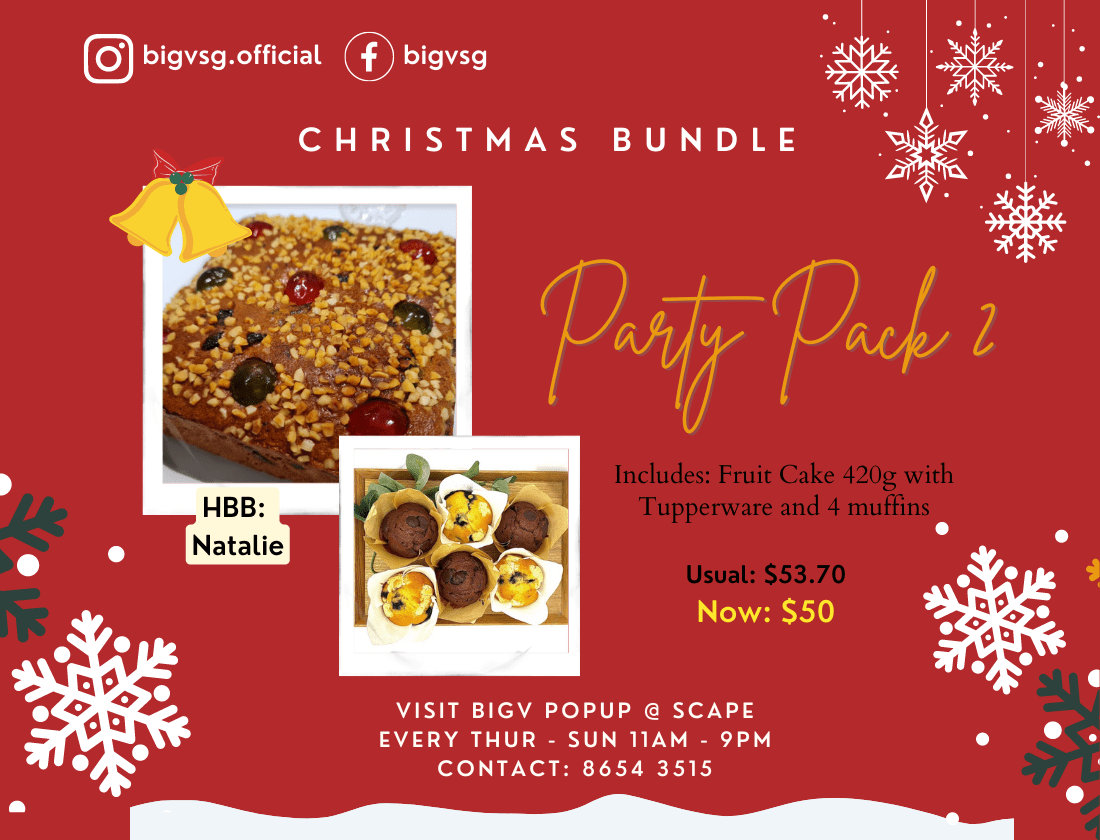 bigvsg.official bigvsg
CHRISTMAS BUNDLE
Party Pack 2
HBB:
Natalie
Includes: Fruit Cake 420g with
Tupperware and 4 muffins
Usual: $53.70
Now: $50
VISIT BIGV POPUP @ SCAPE
EVERY THUR - SUN 11AM - 9PM
CONTACT: 8654 3515